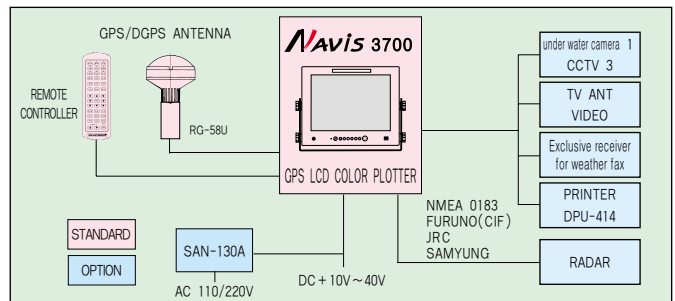 GPS/DGPS ANTENNA
REMOTE
CONTROLLER
RG-58U
NAViS 3700
GPS LCD COLOR PLOTTER
under water camera 1
CCTV 3
TV ANT
VIDEO
Exclusive receiver
for weather fax
PRINTER
DPU-414
NMEA 0183
FURUNO(CIF)
JRC
SAMYUNG
RADAR
STANDARD
OPTION
SAN-130A
AC 110/220V
DC+10V~40V